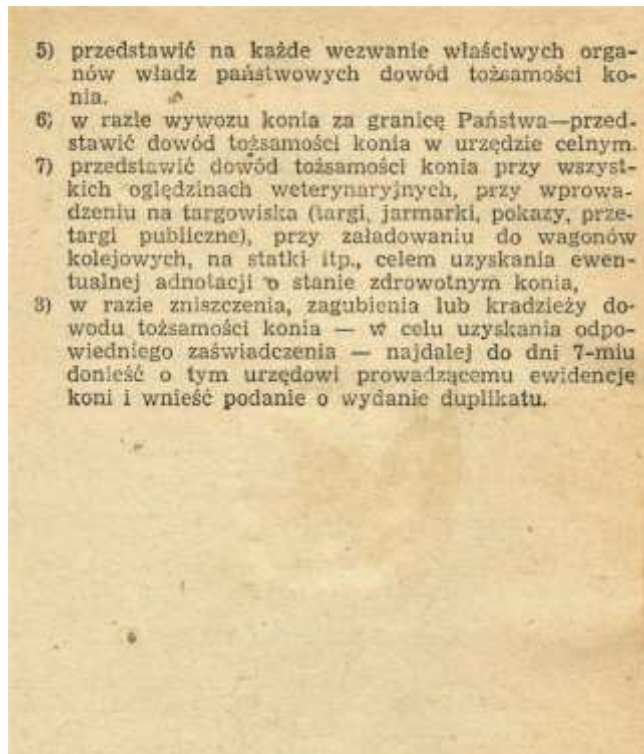 5) przedstawić na każde wezwanie właściwych orga-
nów władz państwowych dowód tożsamości ko-
nia.
6) w razie wywozu konia za granicę Państwa—przed-
stawić dowód tożsamości konia w urzędzie celnym.
7) przedstawić dowód tożsamości konia przy wszyst-
kich oględzinach weterynaryjnych, przy wprowa-
dzeniu na targowiska (targi, jarmarki, pokazy, prze-
targi publiczne), przy załadowaniu do wagonów
kolejowych, na statki itp., celem uzyskania ewen-
tualnej adnotacji o stanie zdrowotnym konia,
8) w razie zniszczenia, zagubienia lub kradzieży do-
wodu tożsamości konia — w celu uzyskania odpo-
wiedniego zaświadczenia — najdalej do dni 7-miu
donieść o tym urzędowi prowadzącemu ewidencję
koni i wnieść podanie o wydanie duplikatu.